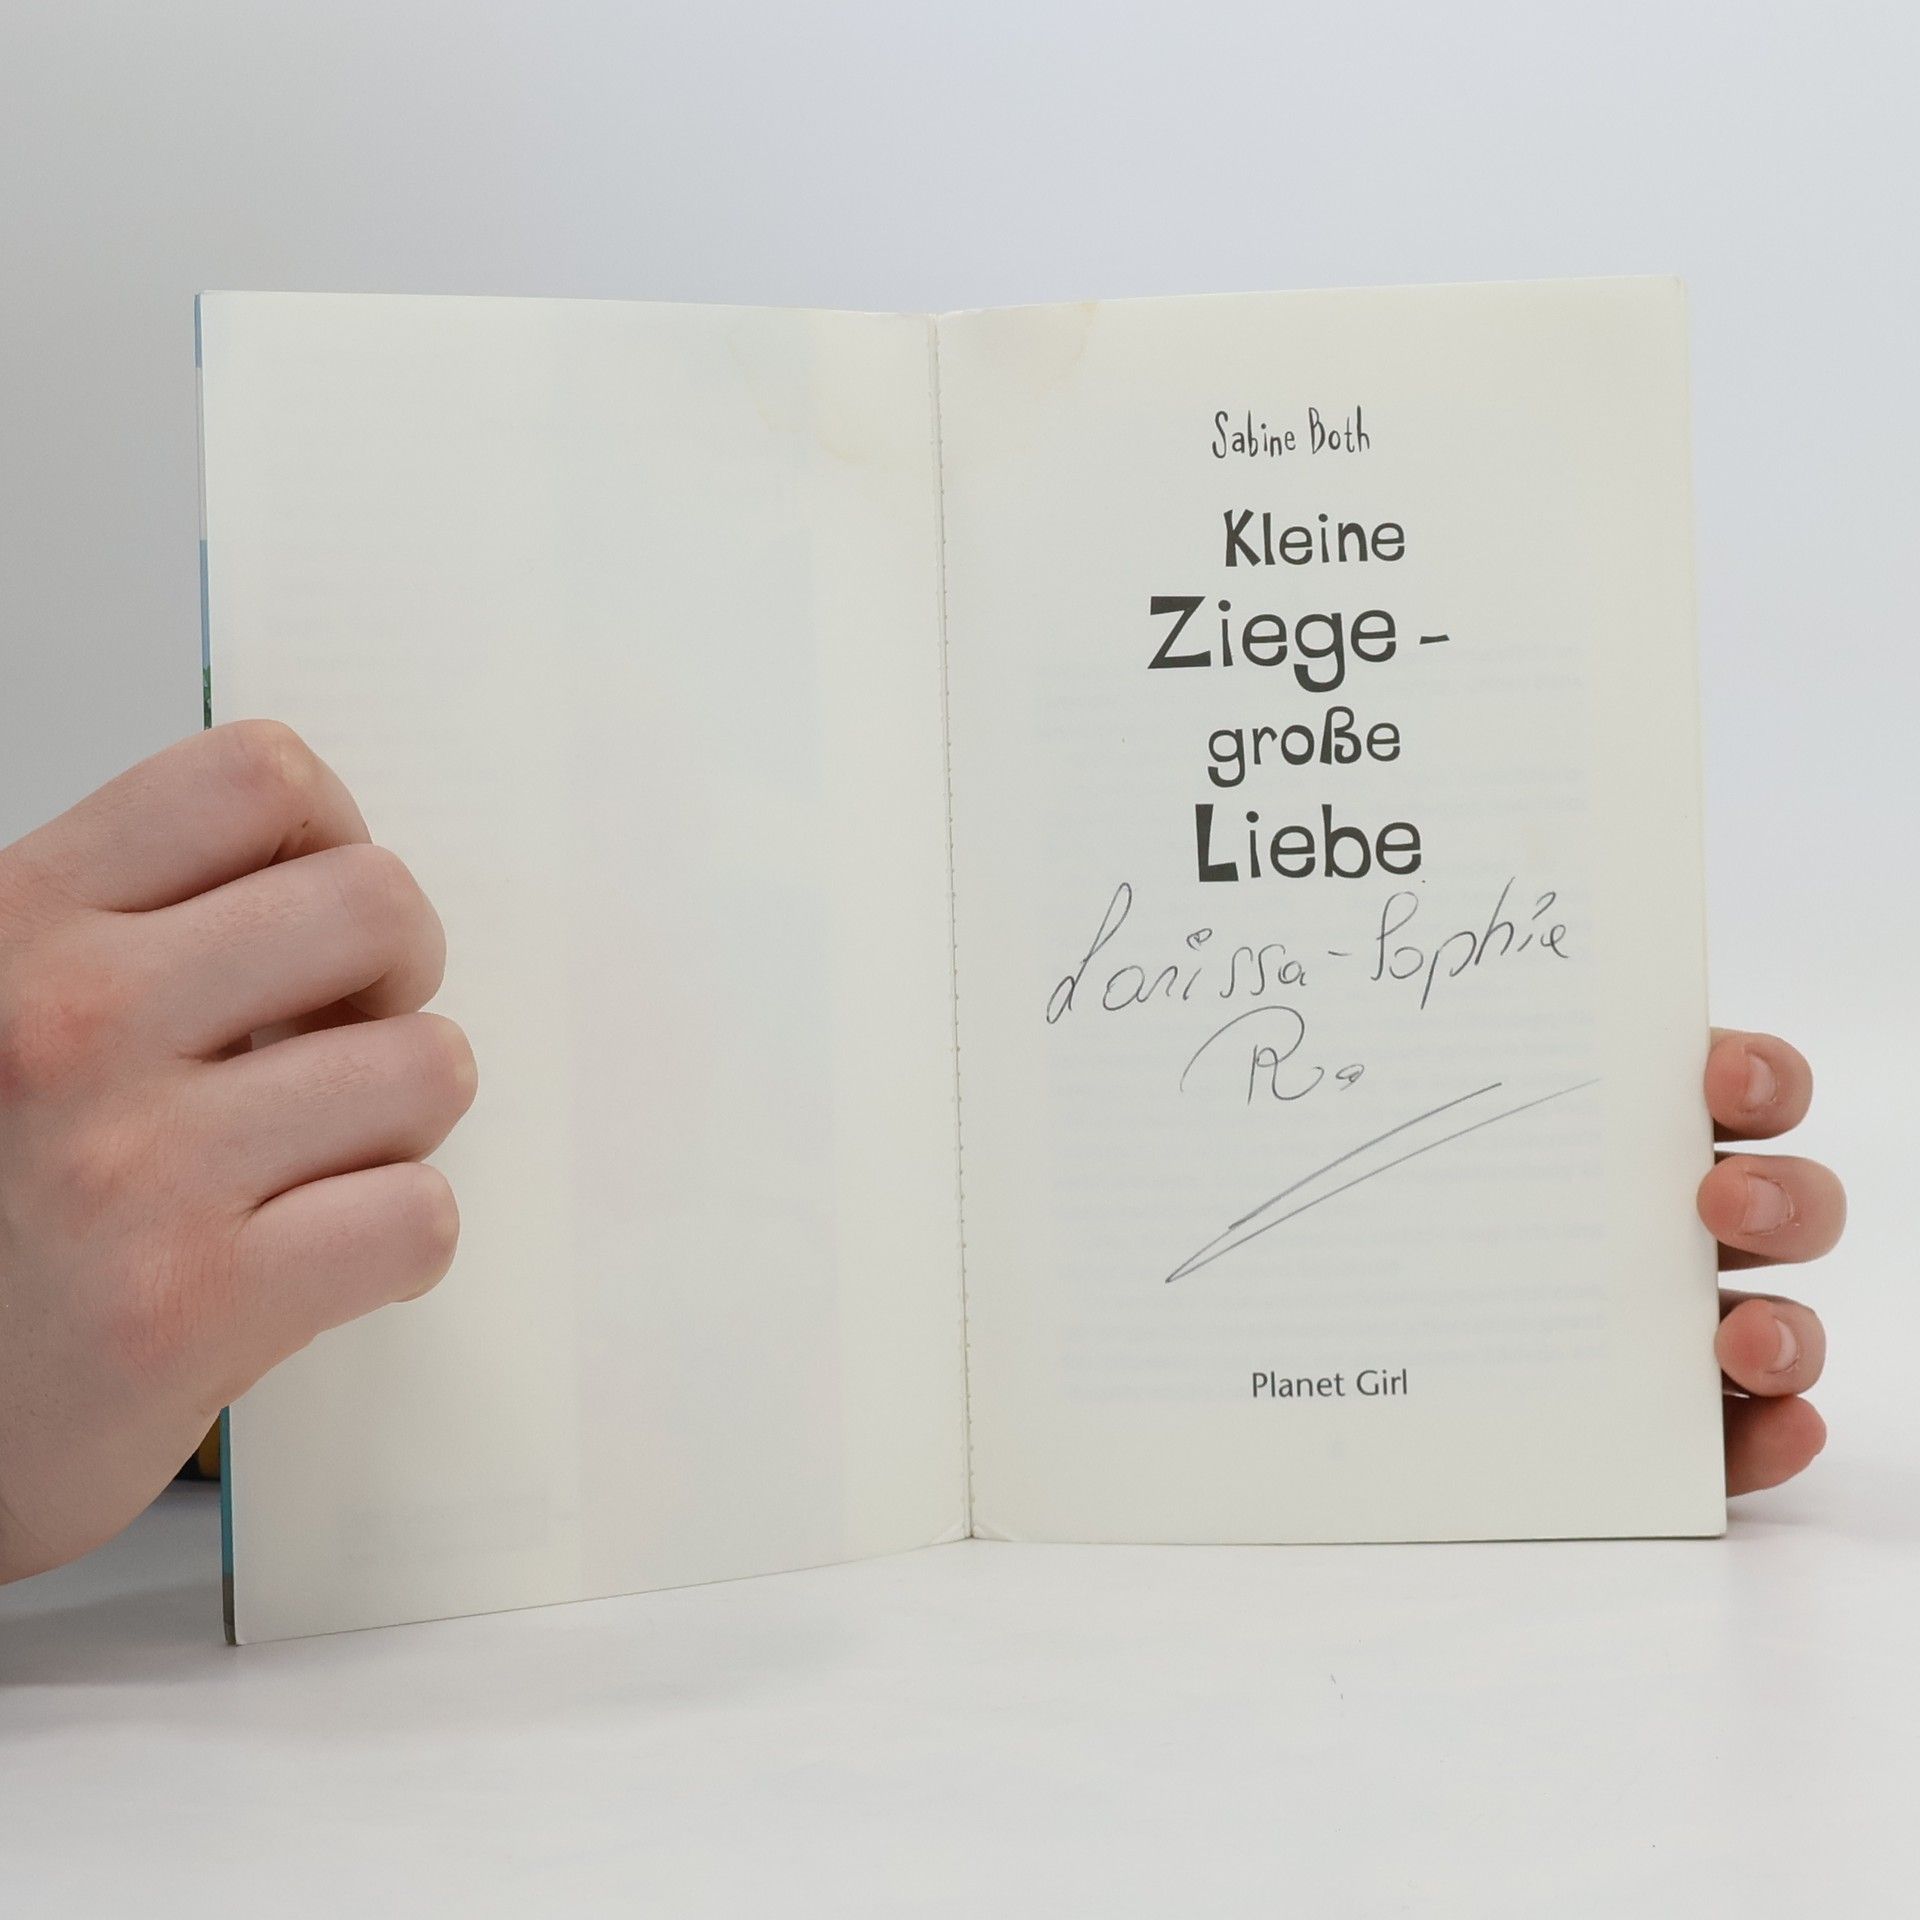 Sabine Both
Kleine
Ziege –
große
Liebe
Larissa-Sophie
Planet Girl